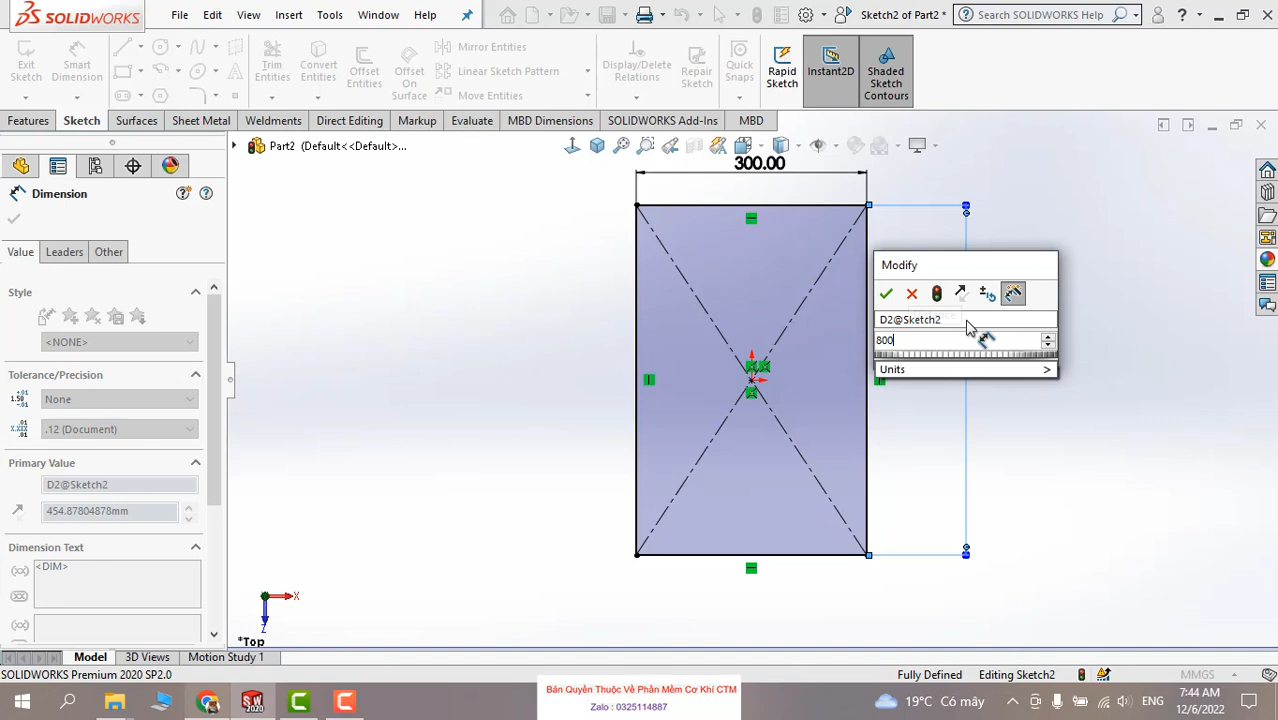 DS SOLIDWORKS
File Edit View Insert Tools Window Help
Sketch2 of Part2 *
Search SOLIDWORKS Help
Exit Sketch
Smart Dimension
Trim Entities
Convert Entities
Offset Entities
Offset On Surface
Mirror Entities
Linear Sketch Pattern
Move Entities
Display/Delete Relations
Repair Sketch
Quick Snaps
Rapid Sketch
Instant2D
Shaded Sketch Contours
Features Sketch Surfaces Sheet Metal Weldments Direct Editing Markup Evaluate MBD Dimensions SOLIDWORKS Add-Ins MBD
Part2 (Default<<Default>...
300.00
Dimension
Value Leaders Other
Style
<NONE>
Tolerance/Precision
None
.12 (Document)
Primary Value
D2@Sketch2
454.87804878mm
Dimension Text
<DIM>
Modify
D2@Sketch2
800
Units >
X
Z
*Top
Model 3D Views Motion Study 1
SOLIDWORKS Premium 2020 SP2.0
Fully Defined Editing Sketch2 MMGS
Bản Quyền Thuộc Về Phần Mềm Cơ Khí CTM
Zalo : 0325114887
19°C Có mây
ENG
7:44 AM
12/6/2022